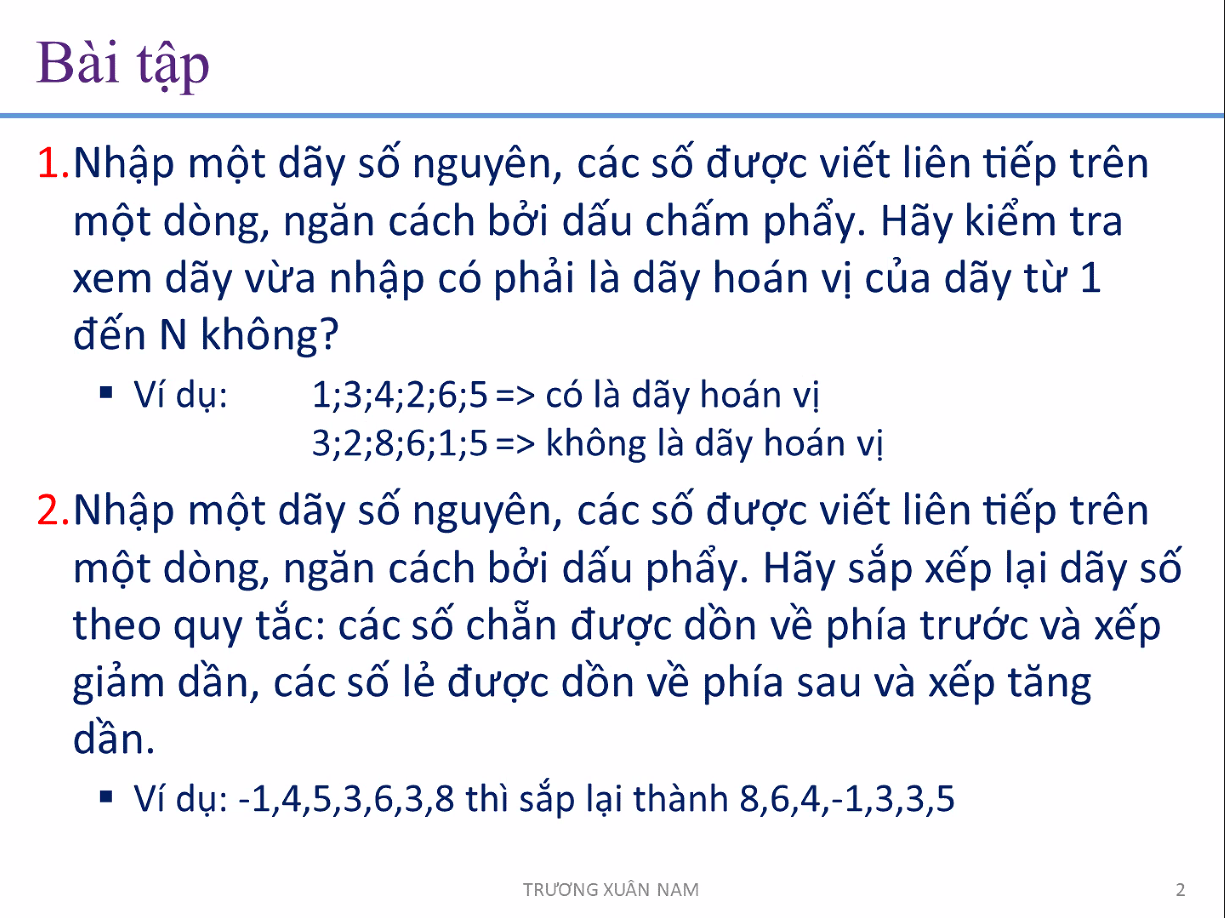 Bài tập
1.Nhập một dãy số nguyên, các số được viết liên tiếp trên
một dòng, ngăn cách bởi dấu chấm phẩy. Hãy kiểm tra
xem dãy vừa nhập có phải là dãy hoán vị của dãy từ 1
đến N không?
▪ Ví dụ: 1;3;4;2;6;5 => có là dãy hoán vị
3;2;8;6;1;5 => không là dãy hoán vị
2.Nhập một dãy số nguyên, các số được viết liên tiếp trên
một dòng, ngăn cách bởi dấu phẩy. Hãy sắp xếp lại dãy số
theo quy tắc: các số chẵn được dồn về phía trước và xếp
giảm dần, các số lẻ được dồn về phía sau và xếp tăng
dần.
▪ Ví dụ: -1,4,5,3,6,3,8 thì sắp lại thành 8,6,4,-1,3,3,5
TRƯƠNG XUÂN NAM 2